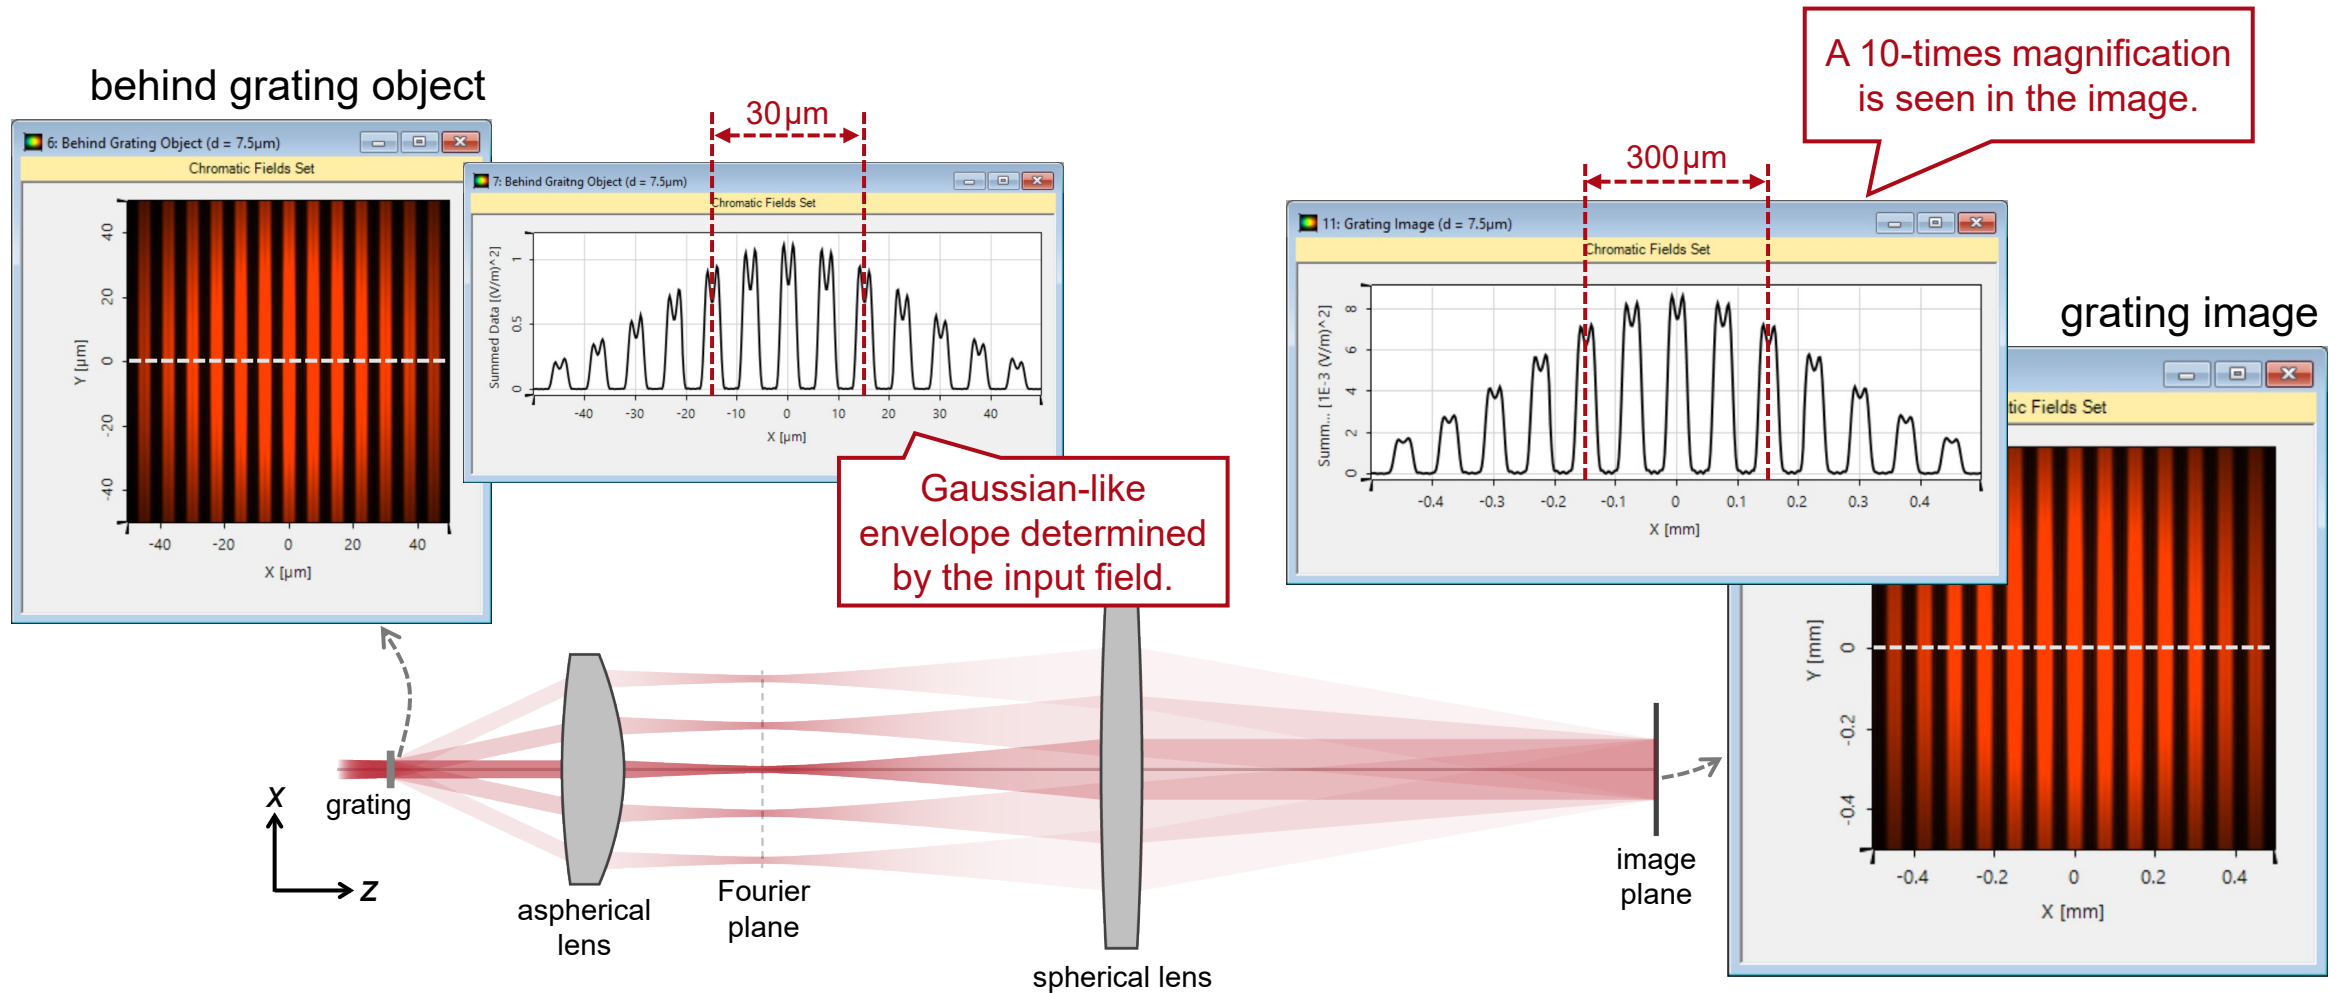 behind grating object
6: Behind Grating Object (d = 7.5µm)
Chromatic Fields Set
Y [µm]
40
20
0
-20
-40
-40 -20 0 20 40
X [µm]
30µm
7: Behind Graitng Object (d = 7.5µm)
Chromatic Fields Set
Summed Data [(V/m)^2]
1
0.5
0
-40 -30 -20 -10 0 10 20 30 40
X [µm]
Gaussian-like
envelope determined
by the input field.
A 10-times magnification
is seen in the image.
300µm
11: Grating Image (d = 7.5µm)
Chromatic Fields Set
Summ... [1E-3 (V/m)^2]
8
6
4
2
0
-0.4 -0.3 -0.2 -0.1 0 0.1 0.2 0.3 0.4
X [mm]
grating image
tic Fields Set
Y [mm]
0
-0.2
-0.4
-0.4 -0.2 0 0.2 0.4
X [mm]
x
z
grating
aspherical
lens
Fourier
plane
spherical lens
image
plane